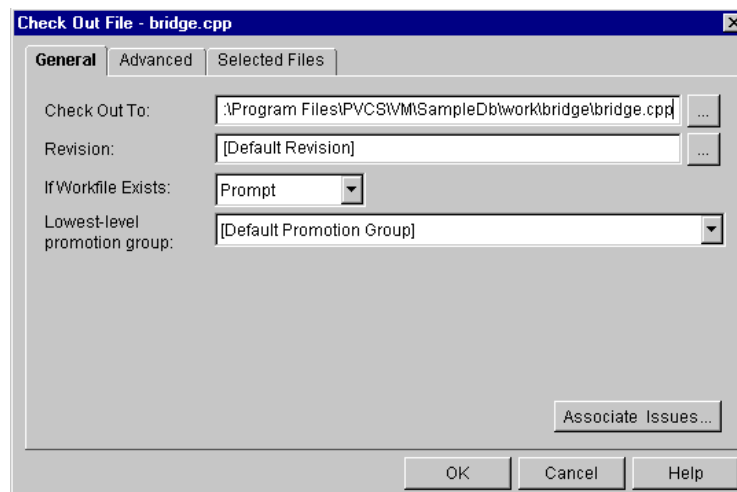 Check Out File - bridge.cpp
General Advanced Selected Files
Check Out To: :\Program Files\PVCS\VM\SampleDb\work\bridge\bridge.cpp ...
Revision: [Default Revision] ...
If Workfile Exists: Prompt
Lowest-level
promotion group: [Default Promotion Group]
Associate Issues...
OK Cancel Help